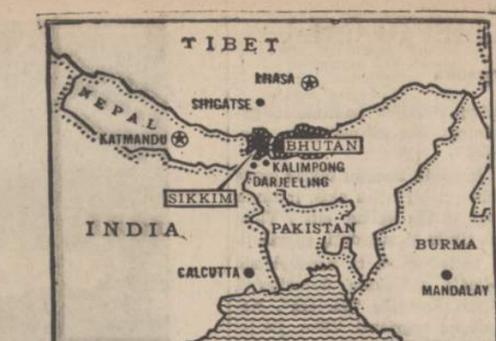 TIBET
LHASA
SHIGATSE
NEPAL
KATMANDU
BHUTAN
KALIMPONG
DARJEELING
SIKKIM
INDIA
PAKISTAN
BURMA
CALCUTTA
MANDALAY